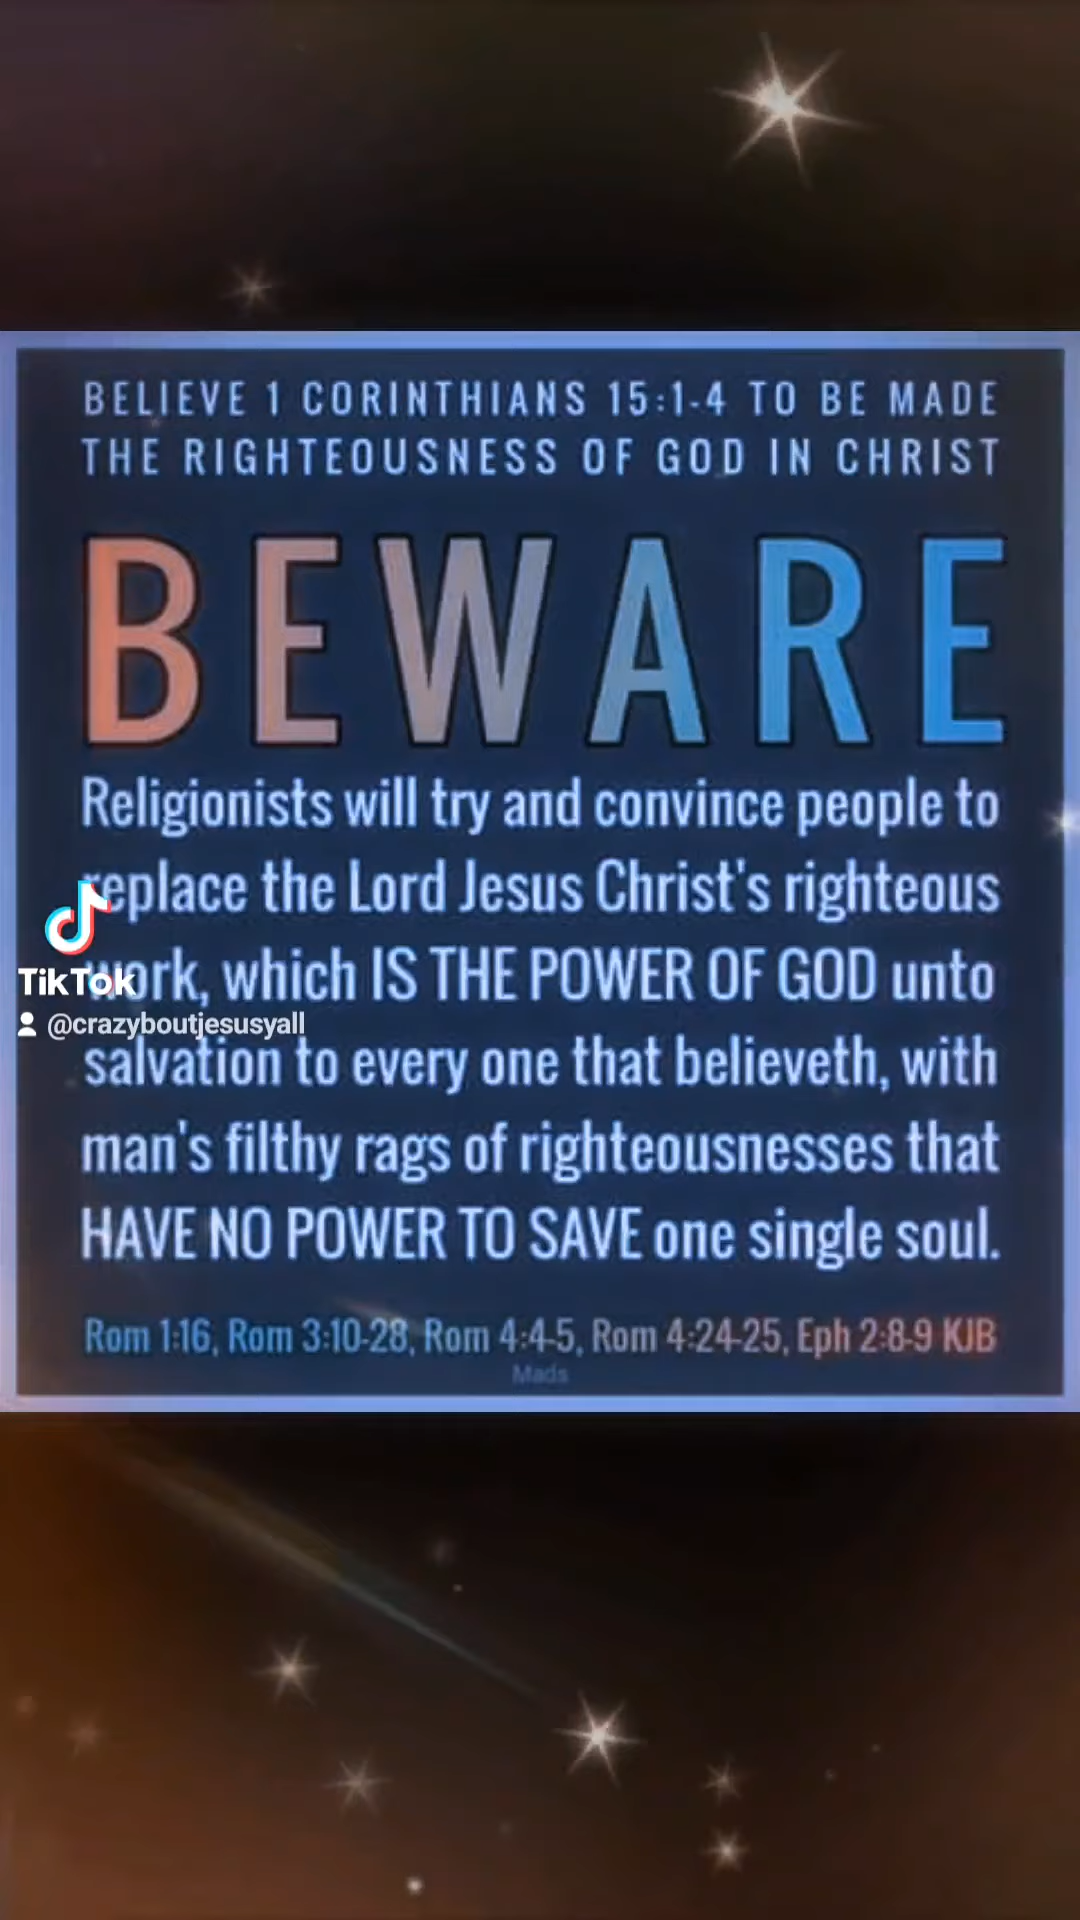 BELIEVE 1 CORINTHIANS 15:1-4 TO BE MADE
THE RIGHTEOUSNESS OF GOD IN CHRIST
BEWARE
Religionists will try and convince people to
replace the Lord Jesus Christ's righteous
work, which IS THE POWER OF GOD unto
salvation to every one that believeth, with
man's filthy rags of righteousnesses that
HAVE NO POWER TO SAVE one single soul.
Rom 1:16, Rom 3:10-28, Rom 4:4-5, Rom 4:24-25, Eph 2:8-9 KJB
Mads
TikTok
@crazyboutjesusyall